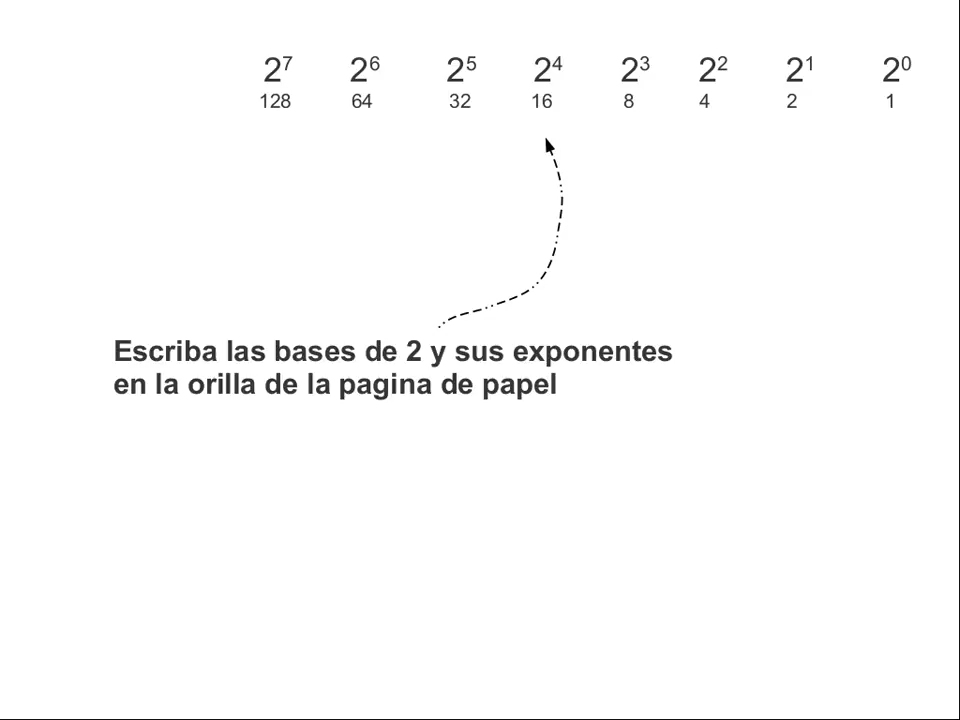 2⁷ 2⁶ 2⁵ 2⁴ 2³ 2² 2¹ 2⁰
128 64 32 16 8 4 2 1
Escriba las bases de 2 y sus exponentes
en la orilla de la pagina de papel